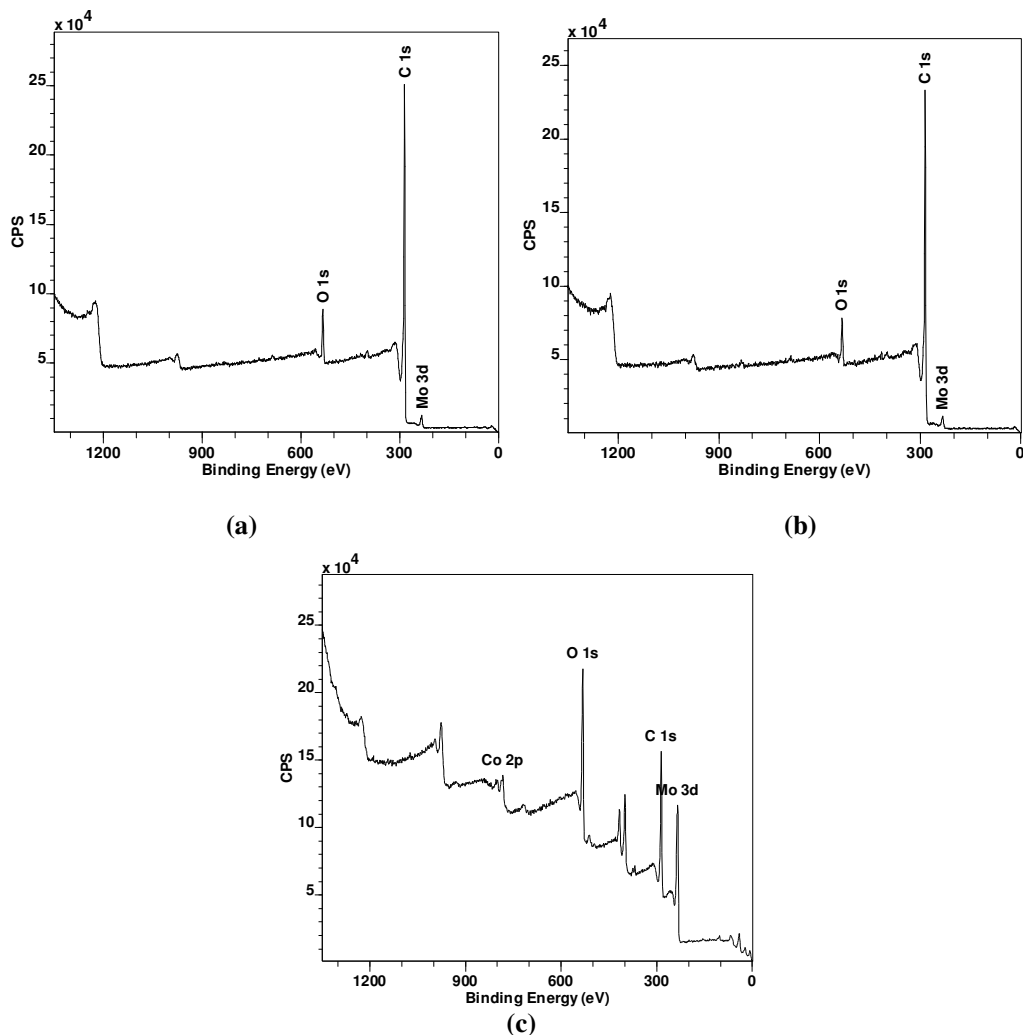 x 10⁴
25
20
15
10
5
CPS
C 1s
O 1s
Mo 3d
1200 900 600 300 0
Binding Energy (eV)
(a)
x 10⁴
25
20
15
10
5
CPS
C 1s
O 1s
Mo 3d
1200 900 600 300 0
Binding Energy (eV)
(b)
x 10⁴
25
20
15
10
5
CPS
O 1s
C 1s
Co 2p
Mo 3d
1200 900 600 300 0
Binding Energy (eV)
(c)